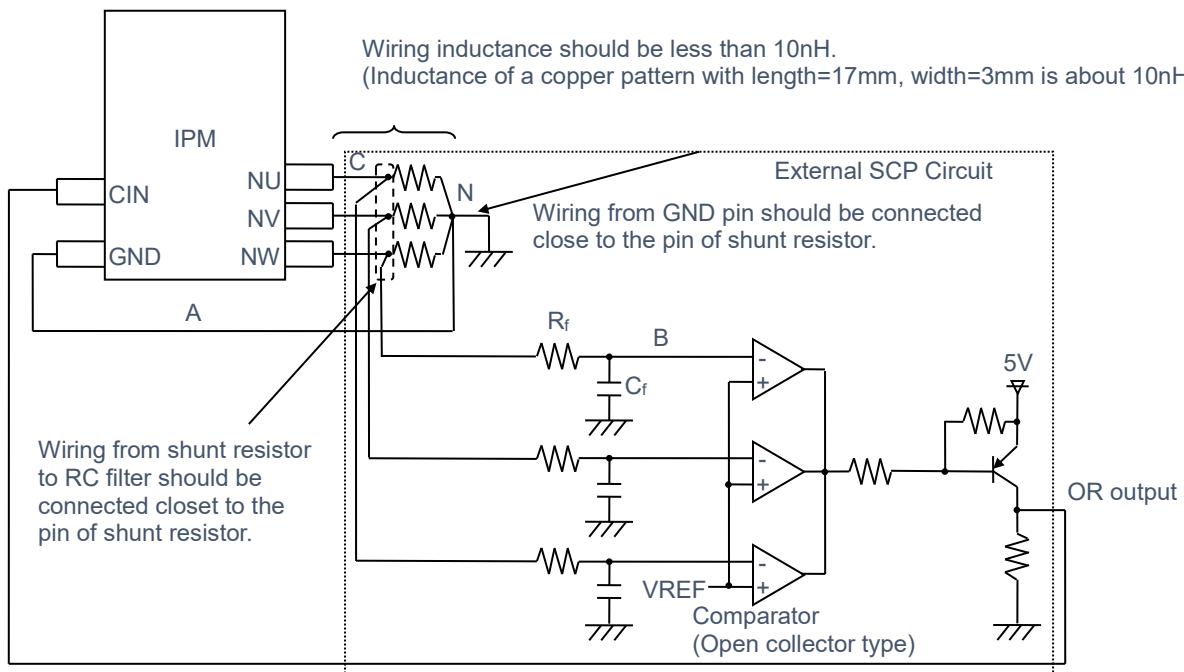 Wiring inductance should be less than 10nH.
(Inductance of a copper pattern with length=17mm, width=3mm is about 10nH
IPM
C
External SCP Circuit
NU
N
CIN
NV
Wiring from GND pin should be connected
close to the pin of shunt resistor.
GND
NW
A
Rf
B
5V
Cf
Wiring from shunt resistor
to RC filter should be
connected closet to the
pin of shunt resistor.
-
+
-
+
OR output
-
+
VREF
Comparator
(Open collector type)